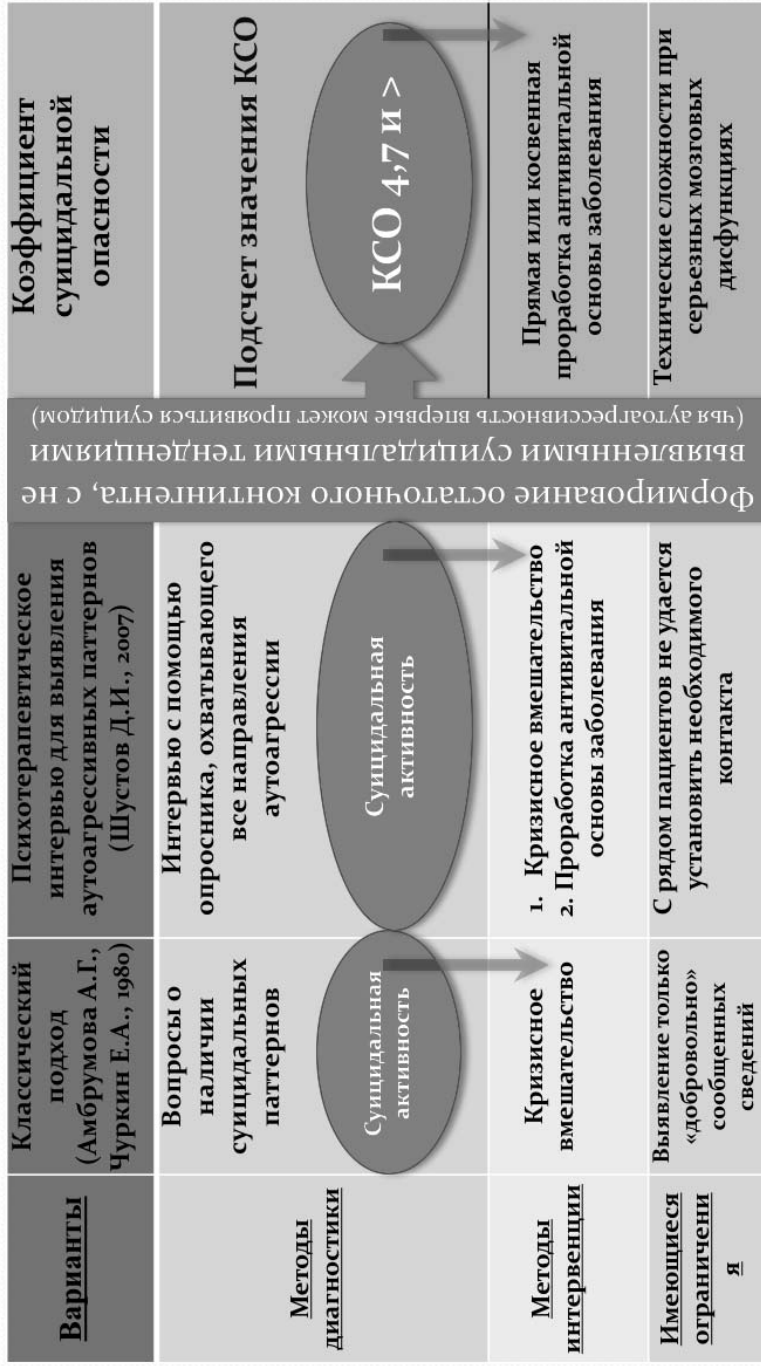 Варианты
Классический
подход
(Амбрумова А.Г.,
Чуркин Е.А., 1980)
Психотерапевтическое
интервью для выявления
аутоагрессивных паттернов
(Шустов Д.И., 2007)
Коэффициент
суицидальной
опасности
Методы
диагностики
Вопросы о
наличии
суицидальных
паттернов
Суицидальная
активность
Интервью с помощью
опросника, охватывающего
все направления
аутоагрессии
Суицидальная
активность
Формирование остаточного контингента, с не
выявленными суицидальными тенденциями
(чья аутоагрессивность впервые может проявиться суицидом)
Подсчет значения КСО
КСО 4,7 и >
Методы
интервенции
Кризисное
вмешательство
1. Кризисное вмешательство
2. Проработка антивитальной
основы заболевания
Прямая или косвенная
проработка антивитальной
основы заболевания
Имеющиеся
ограничени
я
Выявление только
«добровольно»
сообщенных
сведений
С рядом пациентов не удается
установить необходимого
контакта
Технические сложности при
серьезных мозговых
дисфункциях